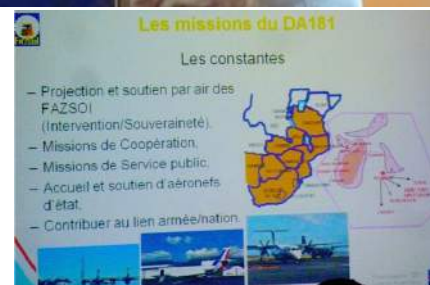 Les missions du DA181
Les constantes
– Projection et soutien par air des
FAZSOI
(Intervention/Souveraineté),
– Missions de Coopération,
– Missions de Service public,
– Accueil et soutien d'aéronefs
d'état,
– Contribuer au lien armée/nation.